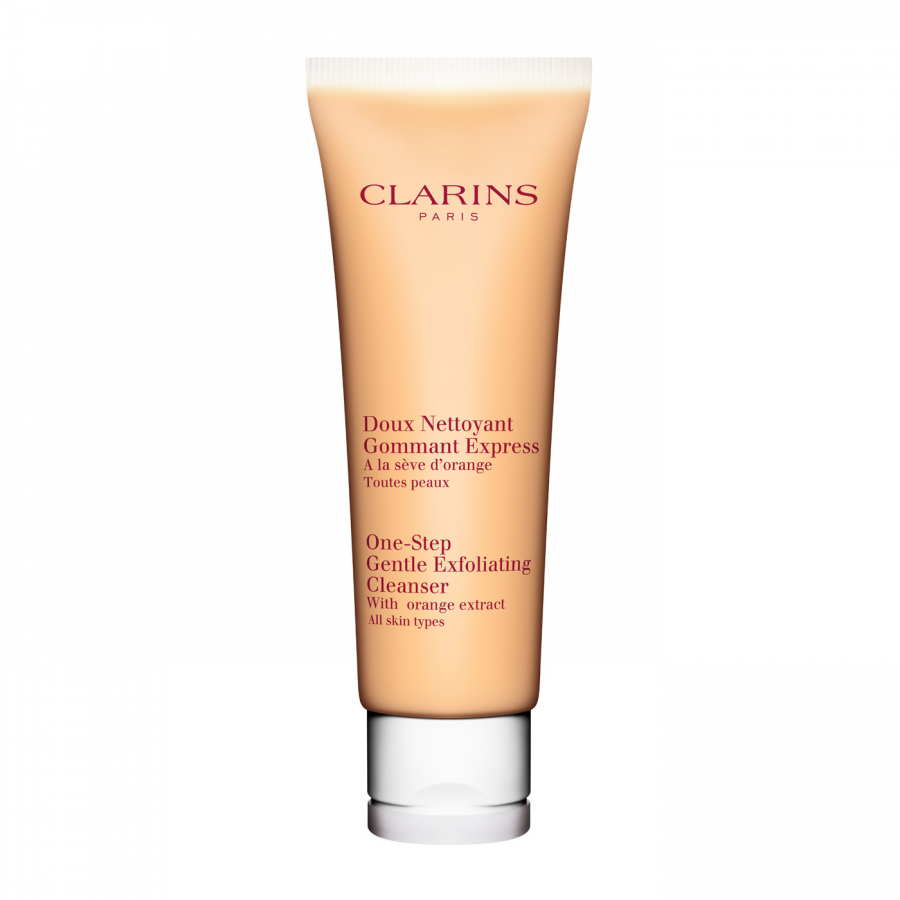 CLARINS
PARIS
Doux Nettoyant
Gommant Express
A la sève d'orange
Toutes peaux
One-Step
Gentle Exfoliating
Cleanser
With orange extract
All skin types